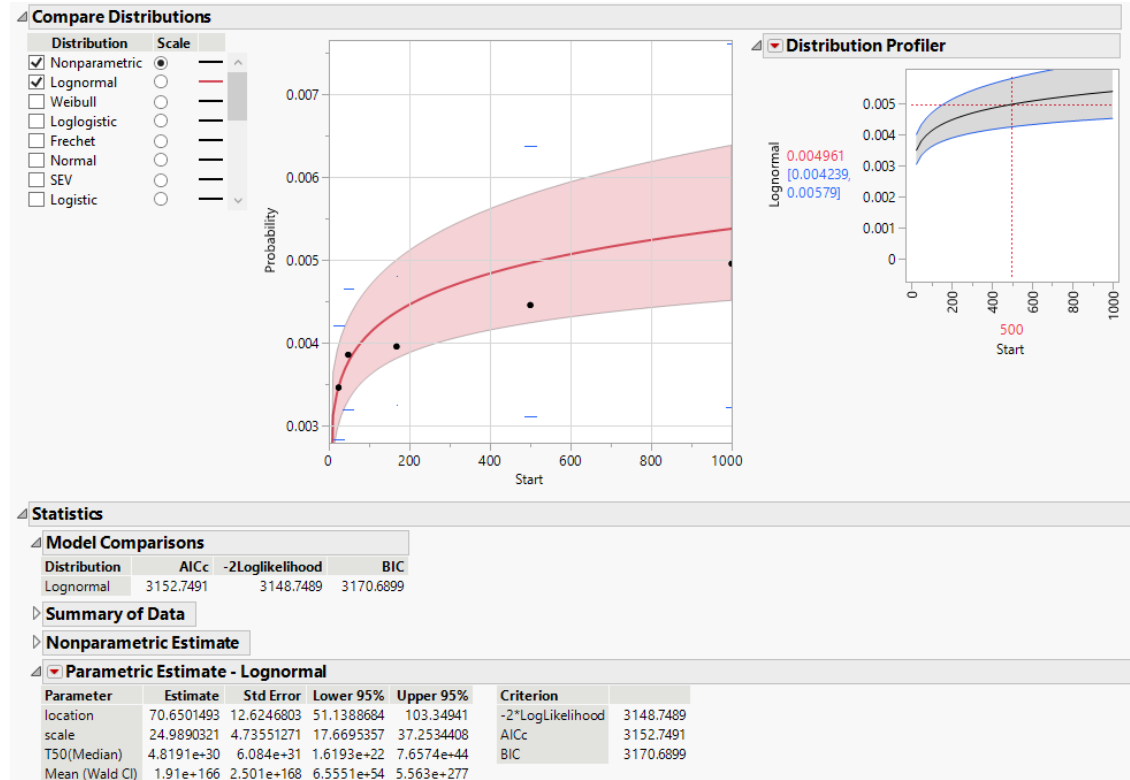 Compare Distributions
Distribution Scale
Nonparametric
Lognormal
Weibull
Loglogistic
Frechet
Normal
SEV
Logistic
Probability
0.007
0.006
0.005
0.004
0.003
0 200 400 600 800 1000
Start
Distribution Profiler
Lognormal
0.004961
[0.004239,
0.00579]
0.005
0.004
0.003
0.002
0.001
0
0 200 400 600 800 1000
500
Start
Statistics
Model Comparisons
Distribution AICc -2Loglikelihood BIC
Lognormal 3152.7491 3148.7489 3170.6899
Summary of Data
Nonparametric Estimate
Parametric Estimate - Lognormal
Parameter Estimate Std Error Lower 95% Upper 95% Criterion
location 70.6501493 12.6246803 51.1388684 103.34941 -2*LogLikelihood 3148.7489
scale 24.9890321 4.73551271 17.6695357 37.2534408 AICc 3152.7491
T50(Median) 4.8191e+30 6.084e+31 1.6193e+22 7.6574e+44 BIC 3170.6899
Mean (Wald CI) 1.91e+166 2.501e+168 6.5551e+54 5.563e+277